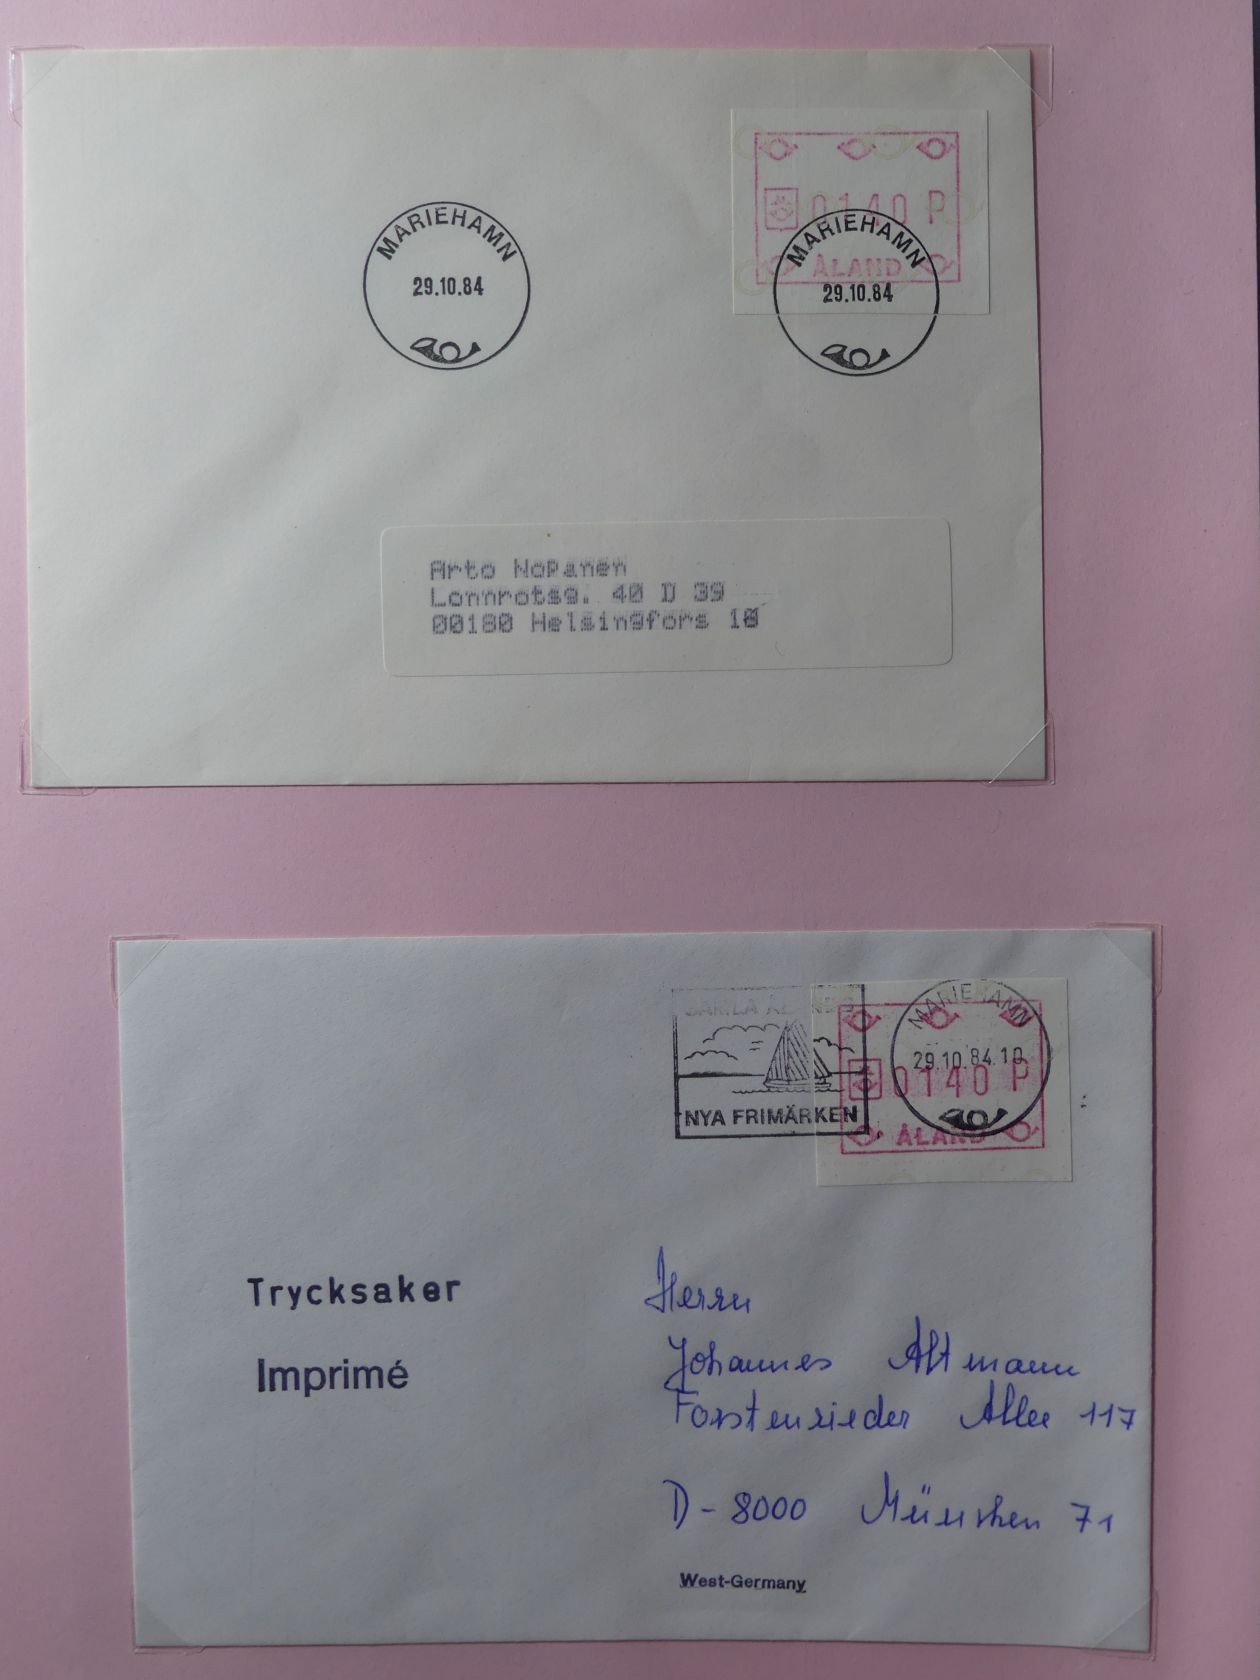 0140 P
ÅLAND
MARIEHAMN
29.10.84
MARIEHAMN
29.10.84
Arto Nopanen
Lonnrotsg. 40 D 39
00180 Helsingfors 18
SAMLA ÅLANDS
NYA FRIMÄRKEN
MARIEHAMN
29.10.84.10
0140 P
ÅLAND
Trycksaker
Imprimé
Herrn
Johannes Altmann
Forstenrieder Allee 117
D-8000 München 71
West-Germany